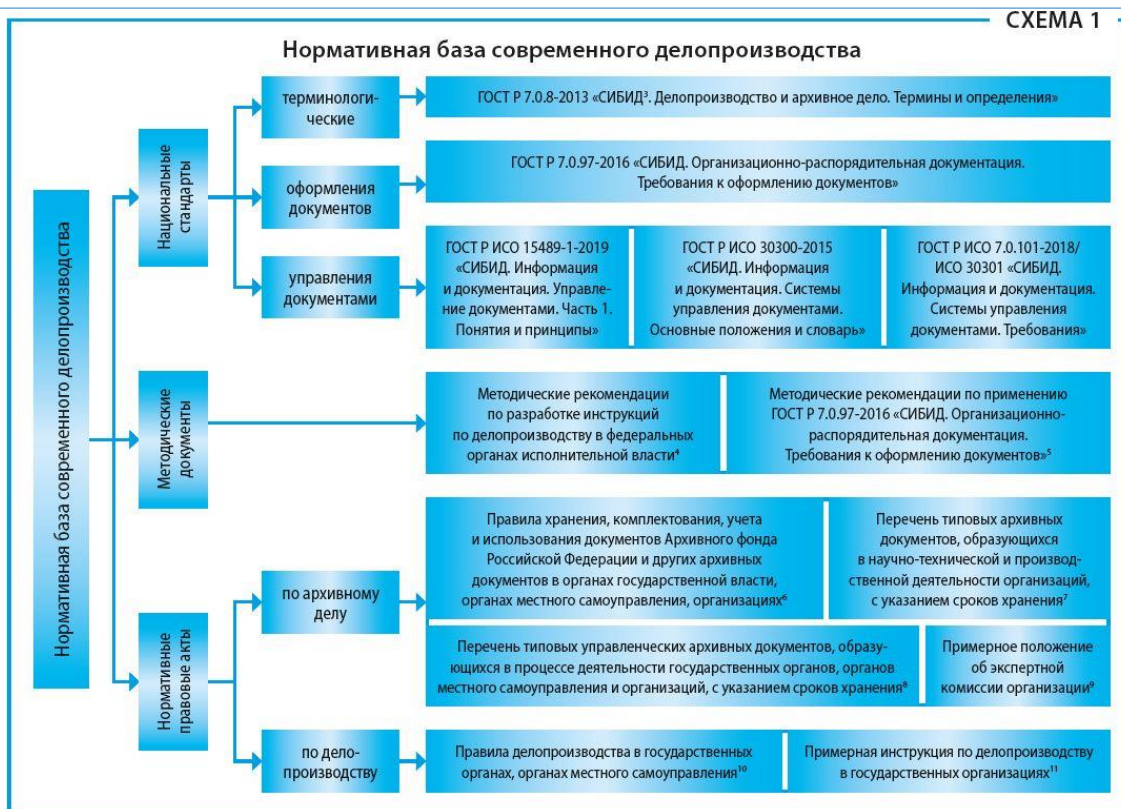 СХЕМА 1
Нормативная база современного делопроизводства
Нормативная база современного делопроизводства
Национальные
стандарты
терминологи-
ческие
ГОСТ Р 7.0.8-2013 «СИБИД³. Делопроизводство и архивное дело. Термины и определения»
оформления
документов
ГОСТ Р 7.0.97-2016 «СИБИД. Организационно-распорядительная документация.
Требования к оформлению документов»
управления
документами
ГОСТ Р ИСО 15489-1-2019
«СИБИД. Информация
и документация. Управле-
ние документами. Часть 1.
Понятия и принципы»
ГОСТ Р ИСО 30300-2015
«СИБИД. Информация
и документация. Системы
управления документами.
Основные положения и словарь»
ГОСТ Р ИСО 7.0.101-2018/
ИСО 30301 «СИБИД.
Информация и документация.
Системы управления
документами. Требования»
Методические
документы
Методические рекомендации
по разработке инструкций
по делопроизводству в федеральных
органах исполнительной власти⁴
Методические рекомендации по применению
ГОСТ Р 7.0.97-2016 «СИБИД. Организационно-
распорядительная документация.
Требования к оформлению документов»⁵
Нормативные
правовые акты
по архивному
делу
Правила хранения, комплектования, учета
и использования документов Архивного фонда
Российской Федерации и других архивных
документов в органах государственной власти,
органах местного самоуправления, организациях⁶
Перечень типовых архивных
документов, образующихся
в научно-технической и производ-
ственной деятельности организаций,
с указанием сроков хранения⁷
Перечень типовых управленческих архивных документов, образу-
ющихся в процессе деятельности государственных органов, органов
местного самоуправления и организаций, с указанием сроков хранения⁸
Примерное положение
об экспертной
комиссии организации⁹
по дело-
производству
Правила делопроизводства в государственных
органах, органах местного самоуправления¹⁰
Примерная инструкция по делопроизводству
в государственных организациях¹¹